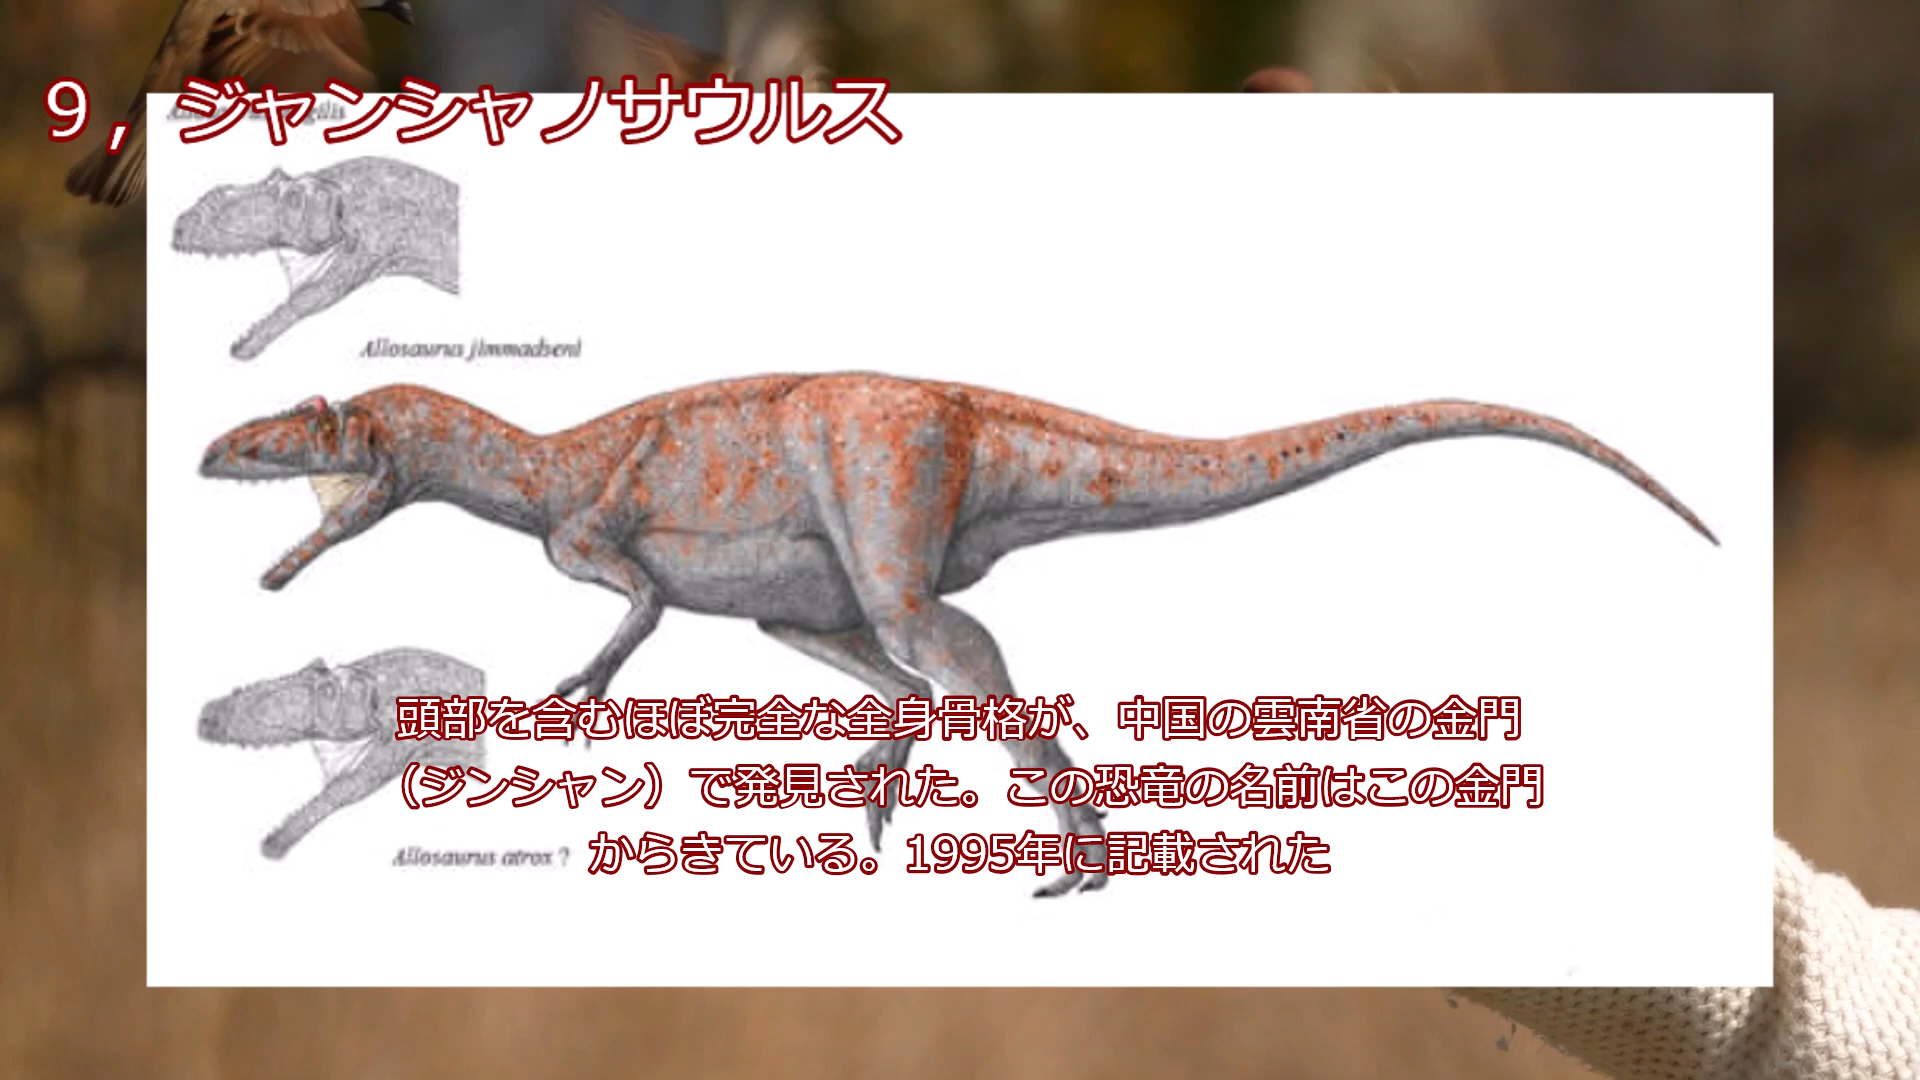 9，ジャンシャノサウルス
Allosaurus jimmadseni
頭部を含むほぼ完全な全身骨格が、中国の雲南省の金門
（ジンシャン）で発見された。この恐竜の名前はこの金門
からきている。1995年に記載された
Allosaurus atrox ?